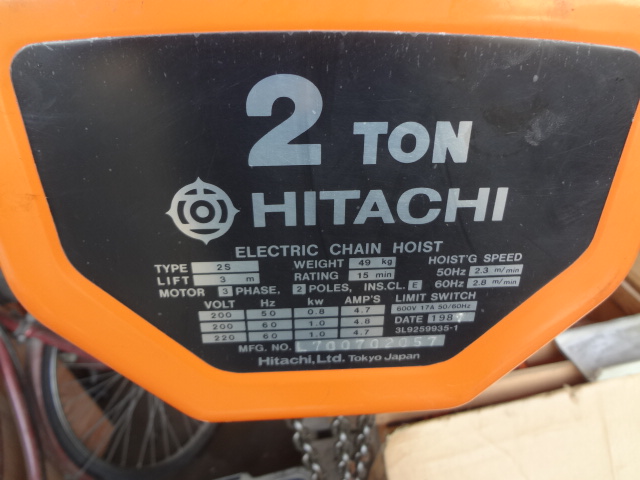 2 TON
HITACHI
ELECTRIC CHAIN HOIST
TYPE 2S WEIGHT 49 kg HOIST'G SPEED
LIFT 3 m RATING 15 min 50Hz 2.3 m/min
MOTOR 3 PHASE. 2 POLES, INS.CL. E 60Hz 2.8 m/min
VOLT Hz kw AMP'S LIMIT SWITCH
200 50 0.8 4.7 600V 17A 50/60Hz
200 60 1.0 4.8 DATE 1987
220 60 1.0 4.7 3L9259935-1
MFG. NO. L700702057
Hitachi, Ltd. Tokyo Japan